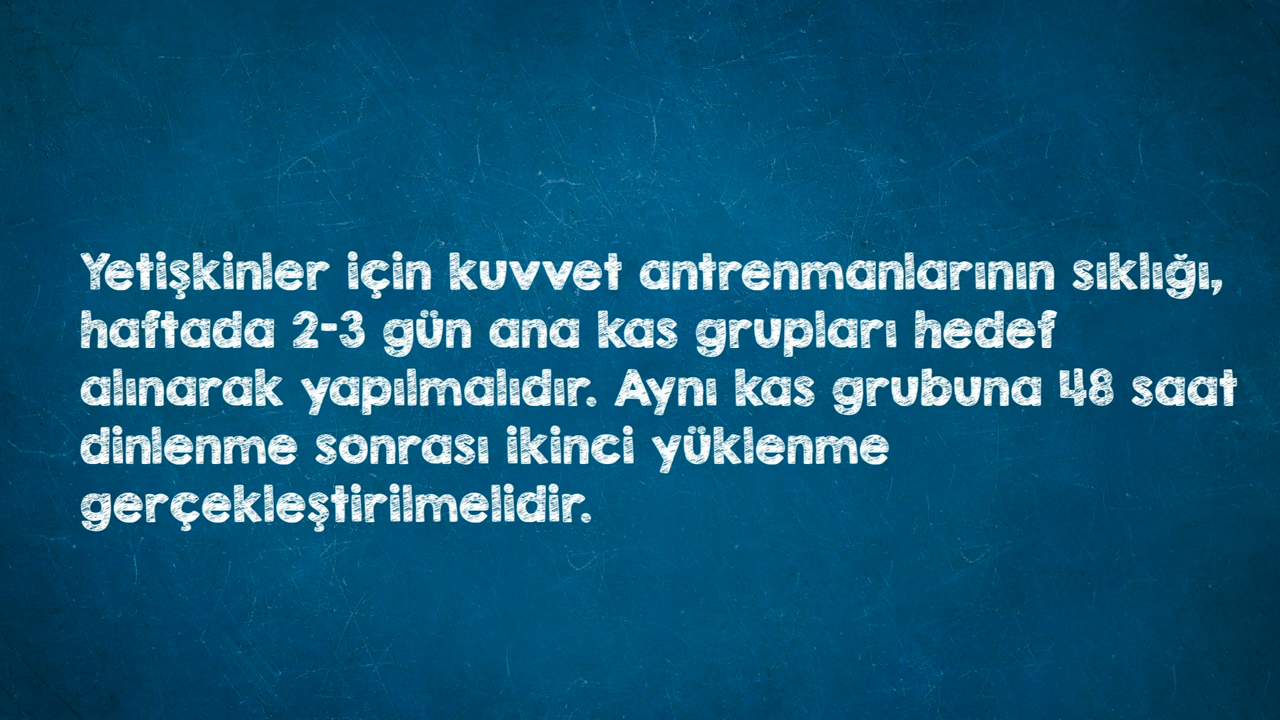 Yetişkinler için kuvvet antrenmanlarının sıklığı,
haftada 2-3 gün ana kas grupları hedef
alınarak yapılmalıdır. Aynı kas grubuna 48 saat
dinlenme sonrası ikinci yüklenme
gerçekleştirilmelidir.